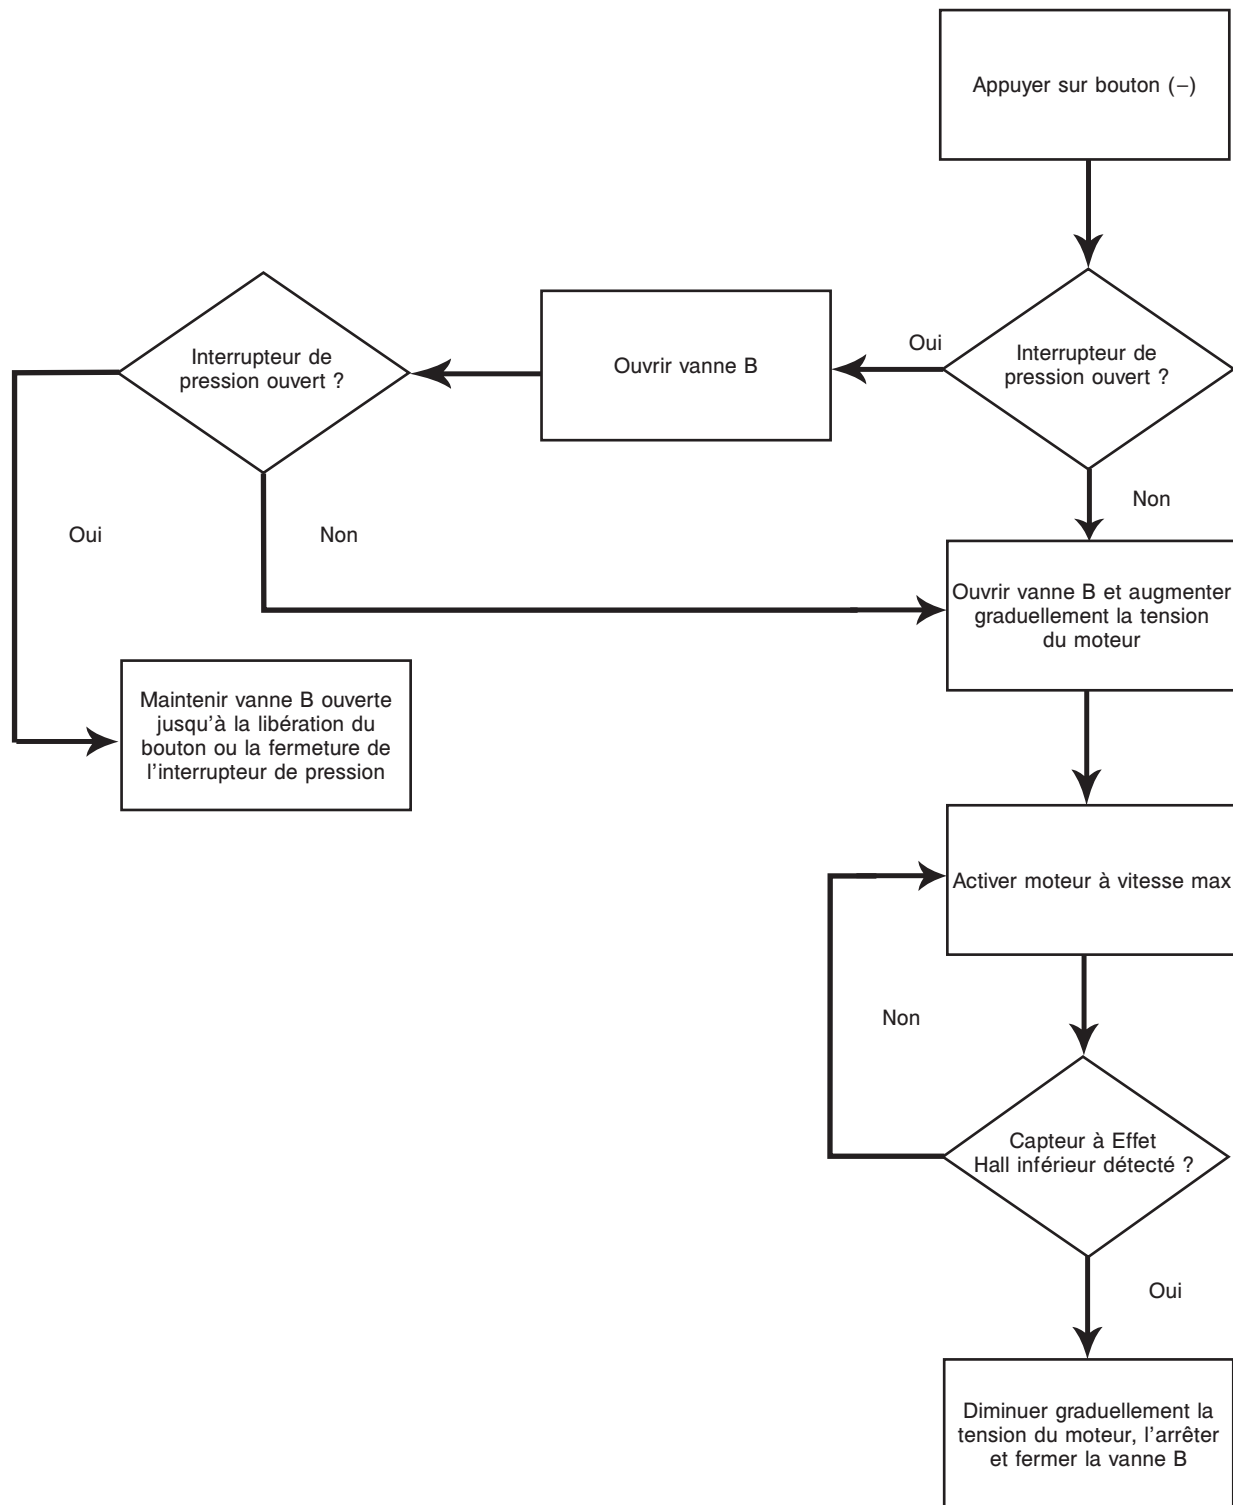 Appuyer sur bouton (–)
Interrupteur de
pression ouvert ?
Oui
Ouvrir vanne B
Interrupteur de
pression ouvert ?
Non
Oui
Non
Ouvrir vanne B et augmenter
graduellement la tension
du moteur
Maintenir vanne B ouverte
jusqu’à la libération du
bouton ou la fermeture de
l’interrupteur de pression
Activer moteur à vitesse max
Non
Capteur à Effet
Hall inférieur détecté ?
Oui
Diminuer graduellement la
tension du moteur, l’arrêter
et fermer la vanne B